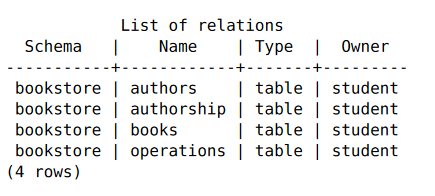 List of relations
  Schema   |    Name    | Type  |  Owner
-----------+------------+-------+---------
 bookstore | authors    | table | student
 bookstore | authorship | table | student
 bookstore | books      | table | student
 bookstore | operations | table | student
(4 rows)